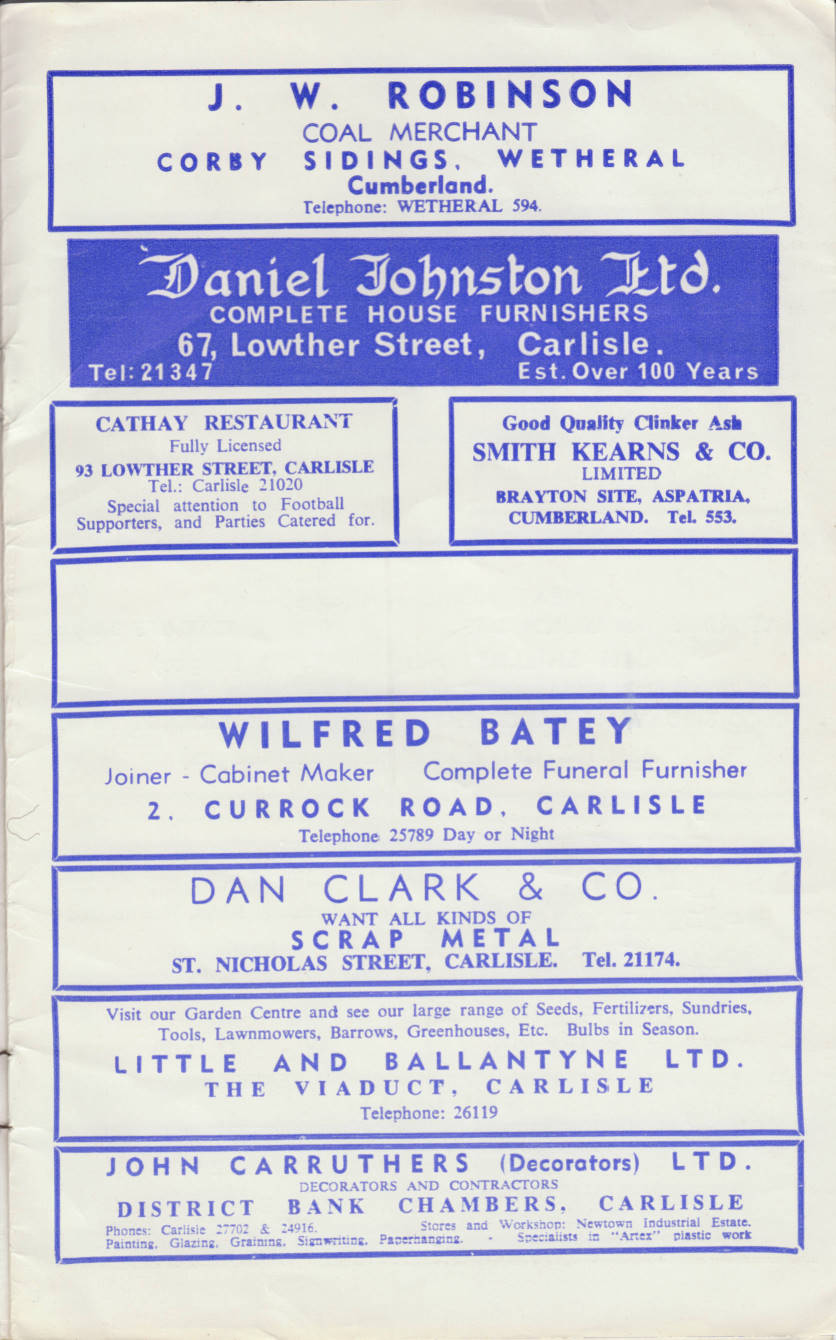 J. W. ROBINSON
COAL MERCHANT
CORBY SIDINGS, WETHERAL
Cumberland.
Telephone: WETHERAL 594.
Daniel Johnston Ltd.
COMPLETE HOUSE FURNISHERS
67, Lowther Street, Carlisle.
Tel: 21347 Est. Over 100 Years
CATHAY RESTAURANT
Fully Licensed
93 LOWTHER STREET, CARLISLE
Tel.: Carlisle 21020
Special attention to Football
Supporters, and Parties Catered for.
Good Quality Clinker Ash
SMITH KEARNS & CO.
LIMITED
BRAYTON SITE, ASPATRIA,
CUMBERLAND. Tel. 553.
WILFRED BATEY
Joiner - Cabinet Maker Complete Funeral Furnisher
2, CURROCK ROAD, CARLISLE
Telephone 25789 Day or Night
DAN CLARK & CO.
WANT ALL KINDS OF
SCRAP METAL
ST. NICHOLAS STREET, CARLISLE. Tel. 21174.
Visit our Garden Centre and see our large range of Seeds, Fertilizers, Sundries,
Tools, Lawnmowers, Barrows, Greenhouses, Etc. Bulbs in Season.
LITTLE AND BALLANTYNE LTD.
THE VIADUCT, CARLISLE
Telephone: 26119
JOHN CARRUTHERS (Decorators) LTD.
DECORATORS AND CONTRACTORS
DISTRICT BANK CHAMBERS, CARLISLE
Phones: Carlisle 27702 & 24916. Stores and Workshop: Newtown Industrial Estate.
Painting, Glazing, Graining, Signwriting, Paperhanging. - Specialists in "Artex" plastic work